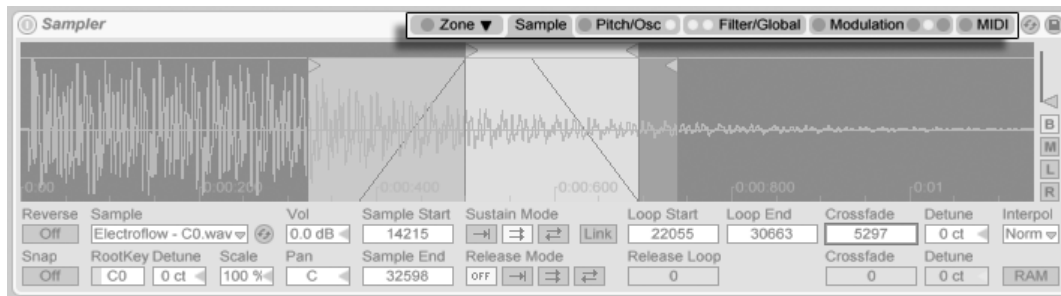 Sampler Zone Sample Pitch/Osc Filter/Global Modulation MIDI
B
M
L
R
0:00 0:00:200 0:00:400 0:00:600 0:00:800 0:01
Reverse Sample Vol Sample Start Sustain Mode Loop Start Loop End Crossfade Detune Interpol
Off Electroflow - C0.wav 0.0 dB 14215 Link 22055 30663 5297 0 ct Norm
Snap RootKey Detune Scale Pan Sample End Release Mode Release Loop Crossfade Detune
Off C0 0 ct 100 % C 32598 OFF 0 0 0 ct RAM